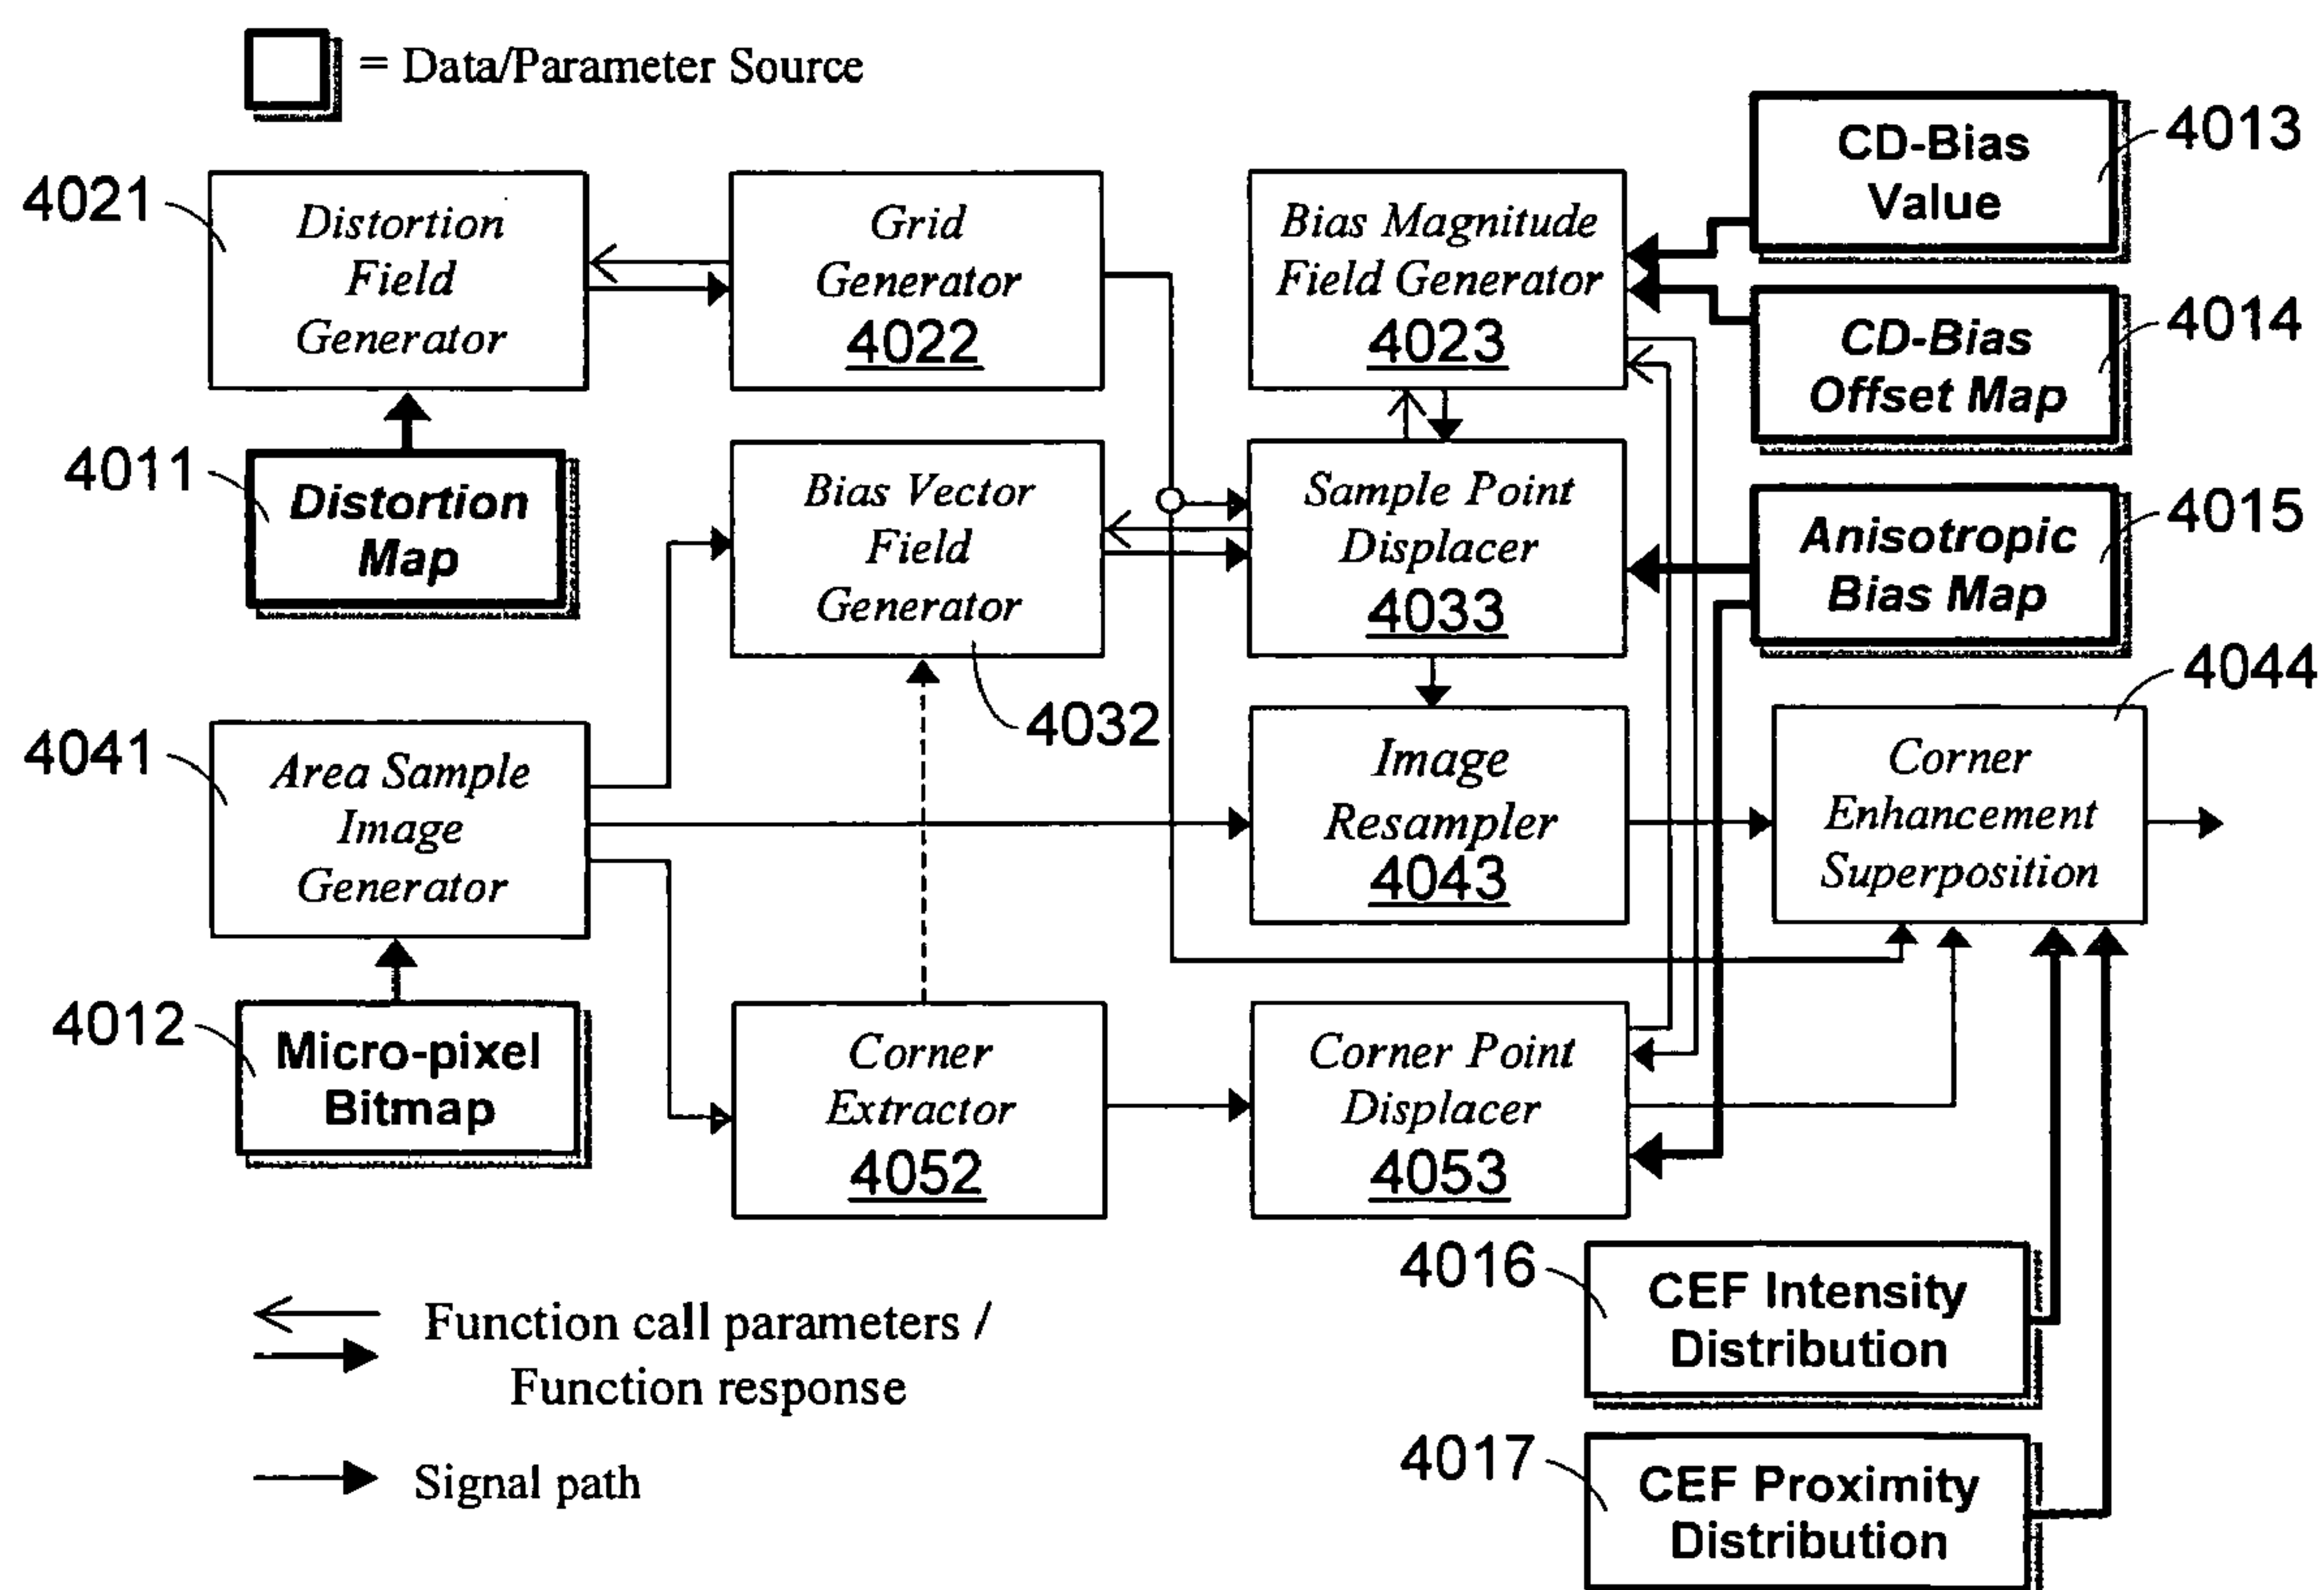 = Data/Parameter Source
4021
Distortion
Field
Generator
Grid
Generator
4022
Bias Magnitude
Field Generator
4023
CD-Bias
Value
4013
CD-Bias
Offset Map
4014
4011
Distortion
Map
Bias Vector
Field
Generator
4032
Sample Point
Displacer
4033
Anisotropic
Bias Map
4015
4041
Area Sample
Image
Generator
Image
Resampler
4043
Corner
Enhancement
Superposition
4044
4012
Micro-pixel
Bitmap
Corner
Extractor
4052
Corner Point
Displacer
4053
4016
CEF Intensity
Distribution
4017
CEF Proximity
Distribution
Function call parameters /
Function response
Signal path